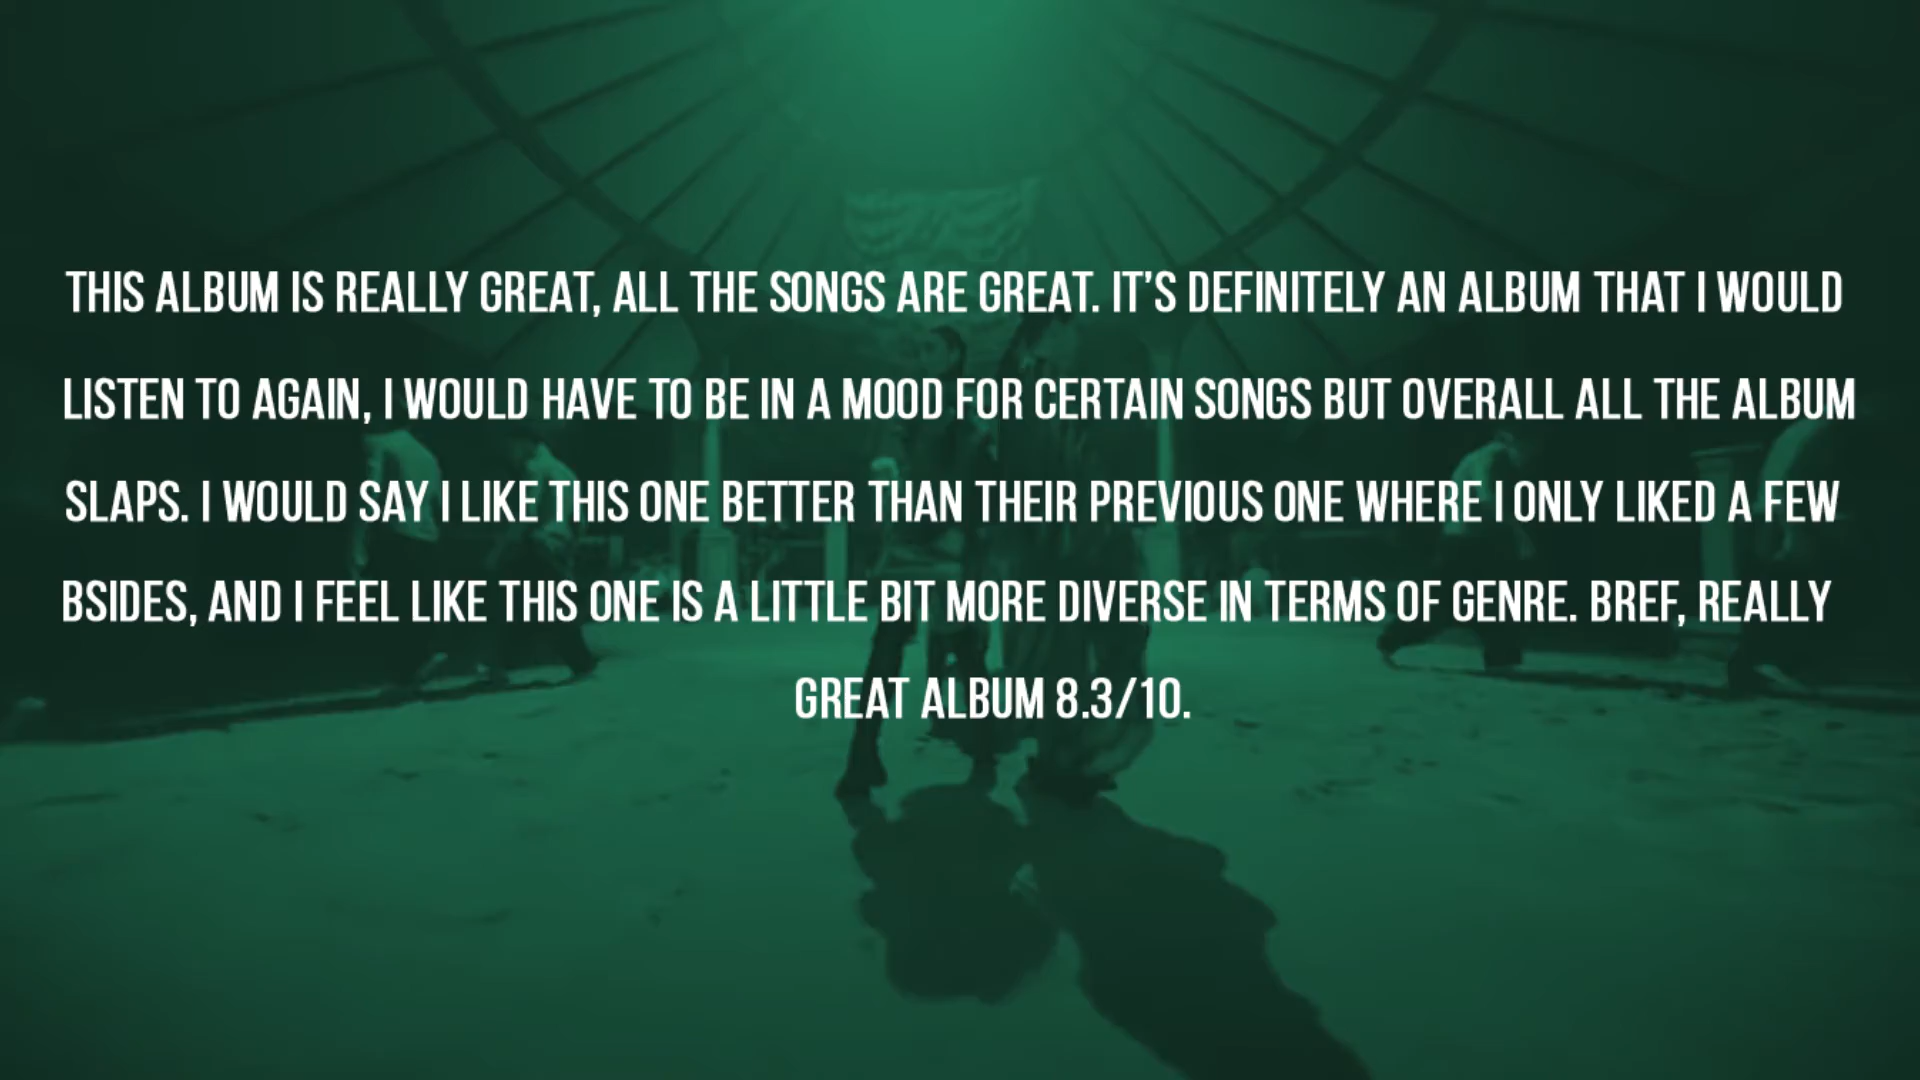 THIS ALBUM IS REALLY GREAT, ALL THE SONGS ARE GREAT. IT'S DEFINITELY AN ALBUM THAT I WOULD
LISTEN TO AGAIN, I WOULD HAVE TO BE IN A MOOD FOR CERTAIN SONGS BUT OVERALL ALL THE ALBUM
SLAPS. I WOULD SAY I LIKE THIS ONE BETTER THAN THEIR PREVIOUS ONE WHERE I ONLY LIKED A FEW
BSIDES, AND I FEEL LIKE THIS ONE IS A LITTLE BIT MORE DIVERSE IN TERMS OF GENRE. BREF, REALLY
GREAT ALBUM 8.3/10.